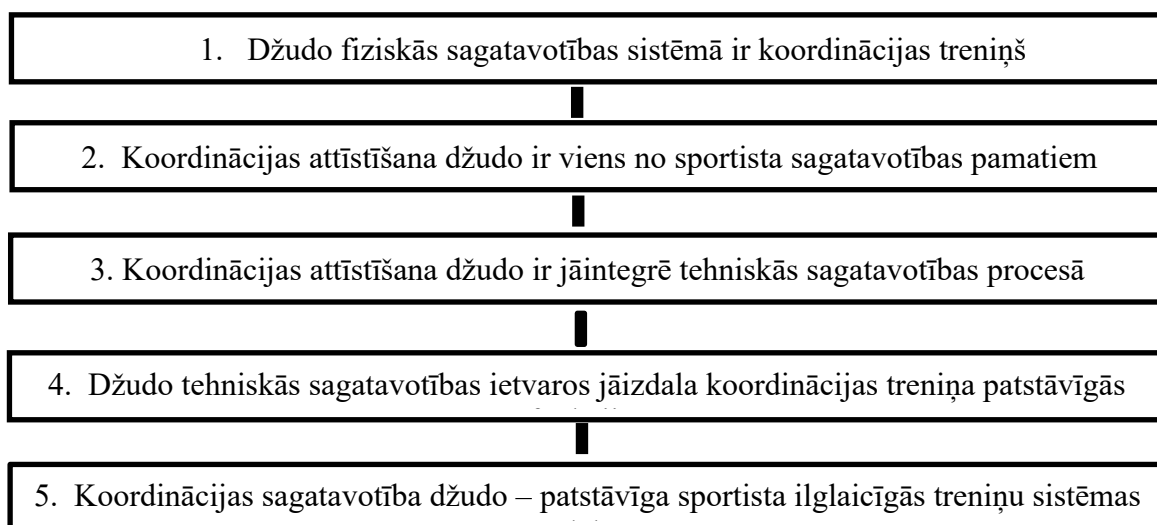 1. Džudo fiziskās sagatavotības sistēmā ir koordinācijas treniņš
2. Koordinācijas attīstīšana džudo ir viens no sportista sagatavotības pamatiem
3. Koordinācijas attīstīšana džudo ir jāintegrē tehniskās sagatavotības procesā
4. Džudo tehniskās sagatavotības ietvaros jāizdala koordinācijas treniņa patstāvīgās
5. Koordinācijas sagatavotība džudo – patstāvīga sportista ilglaicīgās treniņu sistēmas